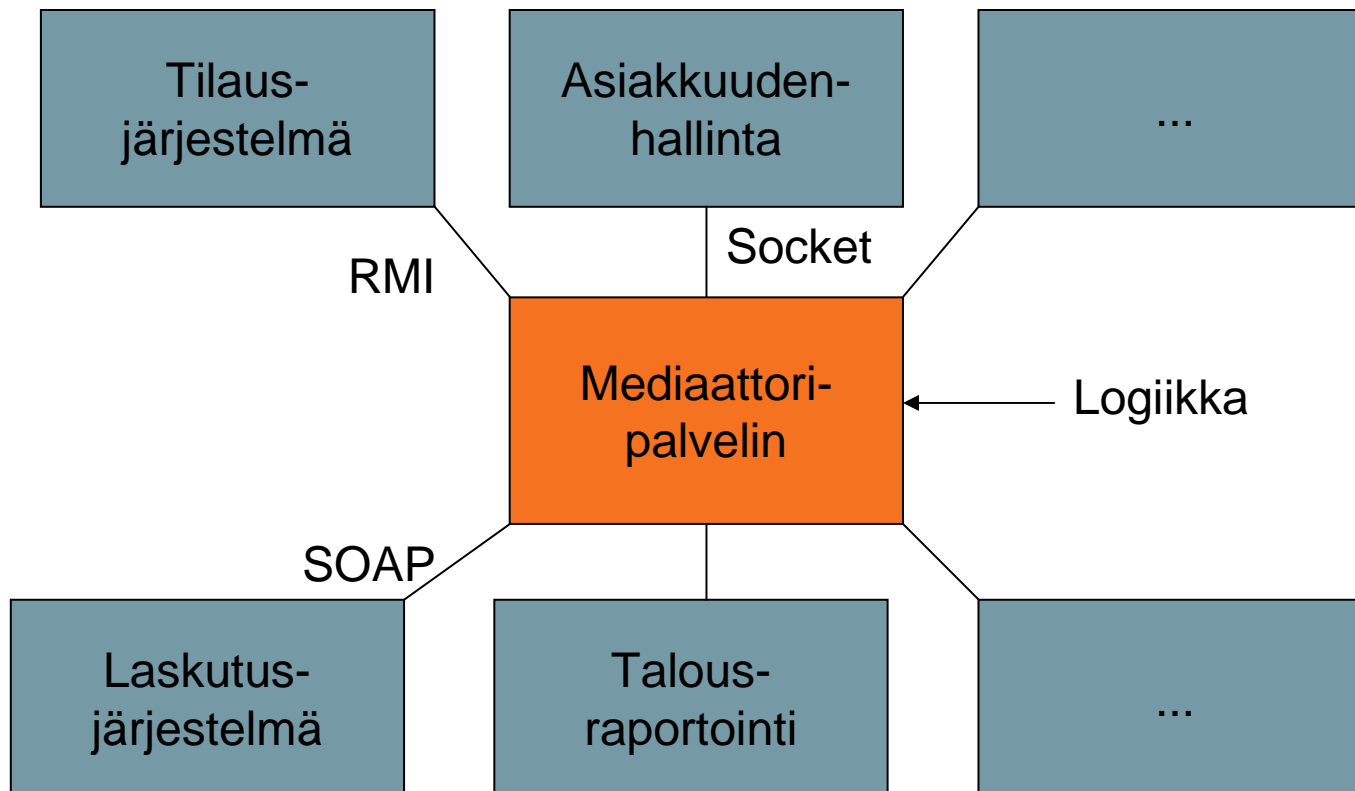 Tilaus-
järjestelmä
Asiakkuuden-
hallinta
...
RMI
Socket
Mediaattori-
palvelin
Logiikka
SOAP
Laskutus-
järjestelmä
Talous-
raportointi
...